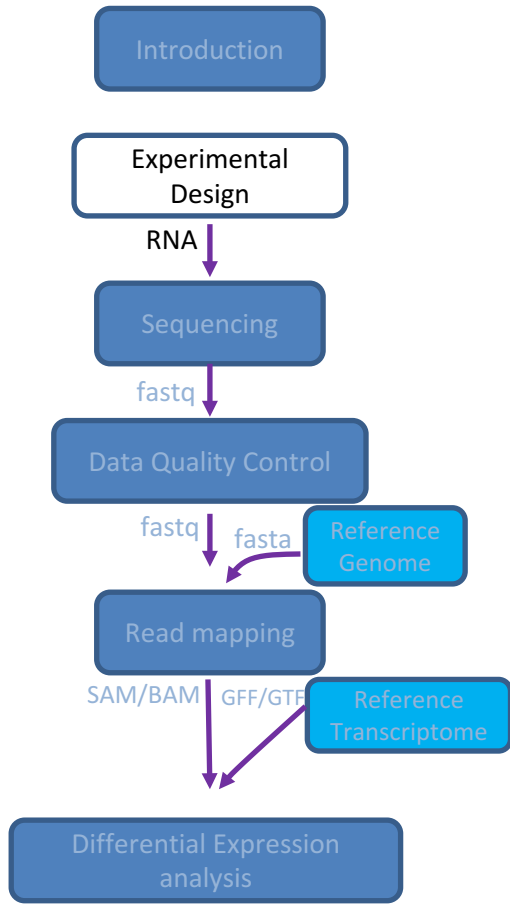 Introduction
Experimental
Design
RNA
Sequencing
fastq
Data Quality Control
fastq
fasta
Reference
Genome
Read mapping
SAM/BAM
GFF/GTF
Reference
Transcriptome
Differential Expression
analysis